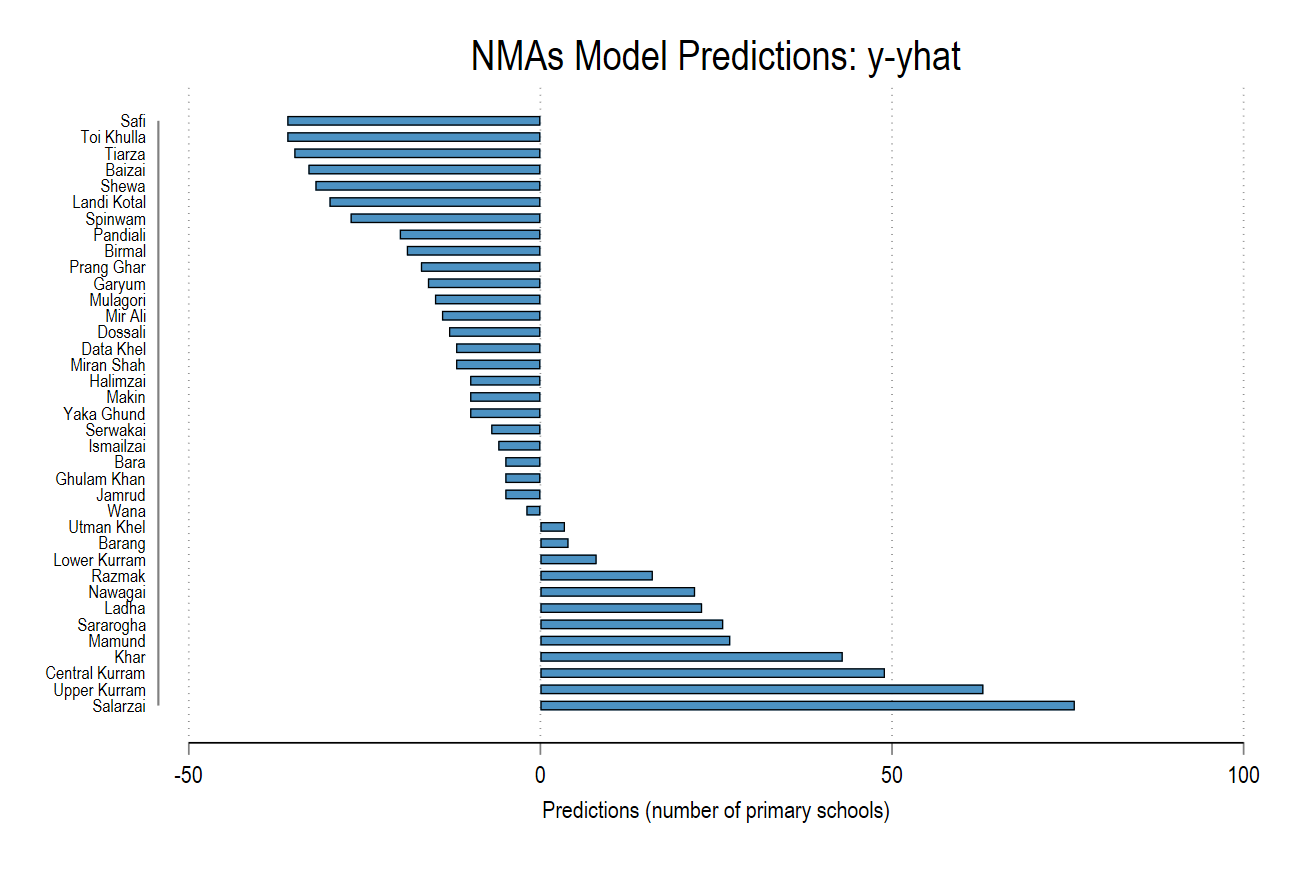 NMAs Model Predictions: y-yhat
Safi
Toi Khulla
Tiarza
Baizai
Shewa
Landi Kotal
Spinwam
Pandiali
Birmal
Prang Ghar
Garyum
Mulagori
Mir Ali
Dossali
Data Khel
Miran Shah
Halimzai
Makin
Yaka Ghund
Serwakai
Ismailzai
Bara
Ghulam Khan
Jamrud
Wana
Utman Khel
Barang
Lower Kurram
Razmak
Nawagai
Ladha
Sararogha
Mamund
Khar
Central Kurram
Upper Kurram
Salarzai
-50 0 50 100
Predictions (number of primary schools)